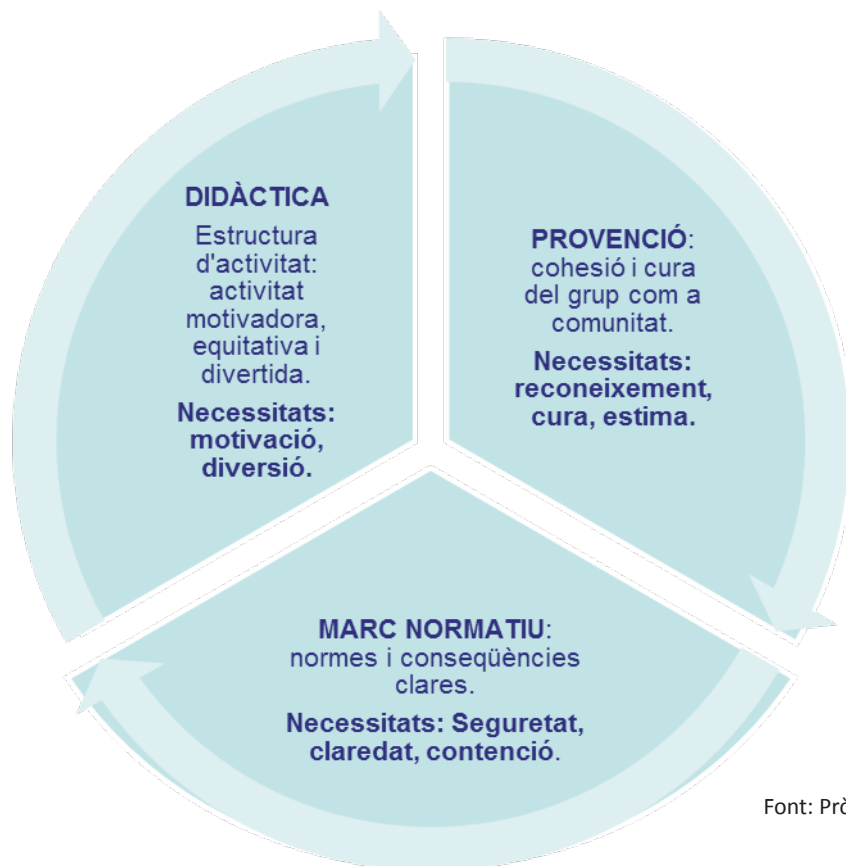 DIDÀCTICA
Estructura
d'activitat:
activitat
motivadora,
equitativa i
divertida.
Necessitats:
motivació,
diversió.
PROVENCIÓ:
cohesió i cura
del grup com a
comunitat.
Necessitats:
reconeixement,
cura, estima.
MARC NORMATIU:
normes i conseqüències
clares.
Necessitats: Seguretat,
claredat, contenció.
Font: